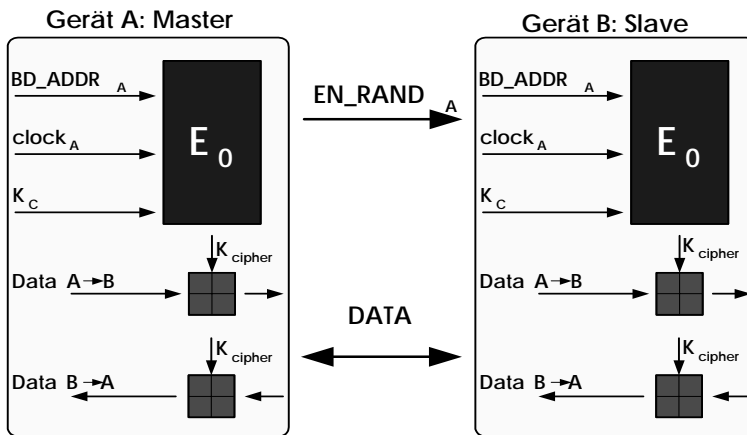 Gerät A: Master
BD_ADDR A
clock A
K C
E 0
K cipher
Data A→B
K cipher
Data B→A
EN_RAND A
DATA
Gerät B: Slave
BD_ADDR A
clock A
K C
E 0
K cipher
Data A→B
K cipher
Data B→A